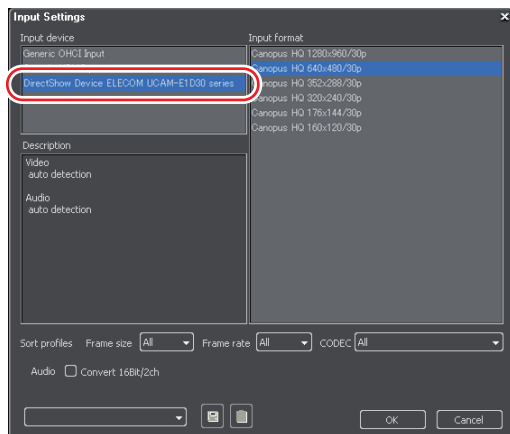 Input Settings
Input device
Generic OHCI Input
DirectShow Device ELECOM UCAM-E1D30 series
Input format
Canopus HQ 1280x960/30p
Canopus HQ 640x480/30p
Canopus HQ 352x288/30p
Canopus HQ 320x240/30p
Canopus HQ 176x144/30p
Canopus HQ 160x120/30p
Description
Video
auto detection
Audio
auto detection
Sort profiles Frame size All Frame rate All CODEC All
Audio Convert 16Bit/2ch
OK Cancel